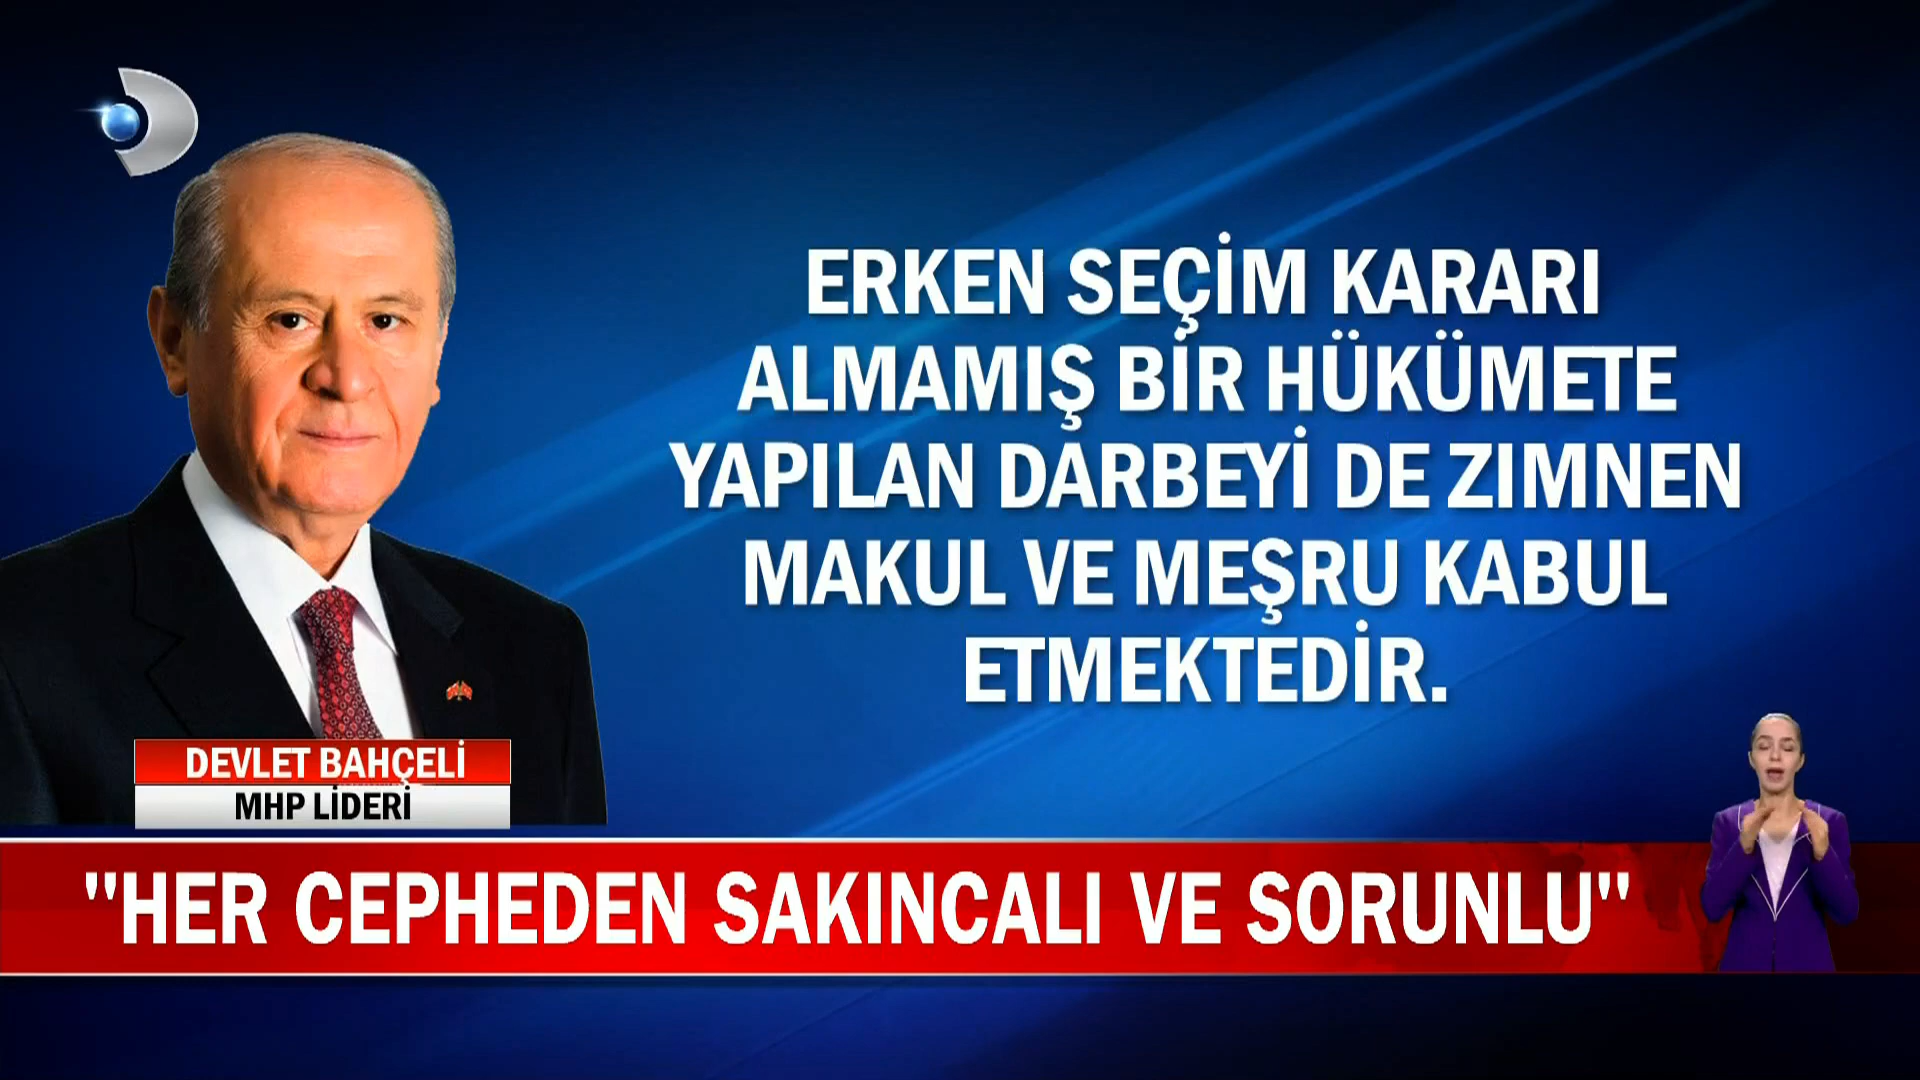 ERKEN SEÇİM KARARI
ALMAMIŞ BİR HÜKÜMETE
YAPILAN DARBEYİ DE ZIMNEN
MAKUL VE MEŞRU KABUL
ETMEKTEDİR.
DEVLET BAHÇELİ
MHP LİDERİ
"HER CEPHEDEN SAKINCALI VE SORUNLU"